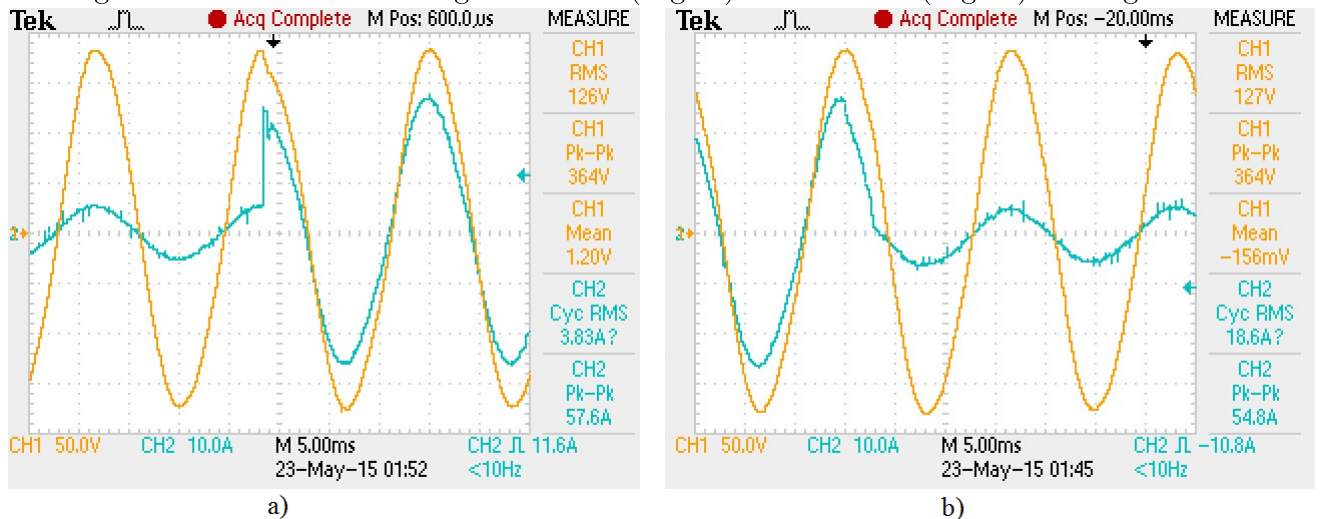 Tek Acq Complete M Pos: 600.0µs MEASURE
CH1
RMS
126V
CH1
Pk-Pk
364V
CH1
Mean
1.20V
CH2
Cyc RMS
3.83A?
CH2
Pk-Pk
57.6A
2
CH1 50.0V CH2 10.0A M 5.00ms CH2 11.6A
23-May-15 01:52 <10Hz
a)
Tek Acq Complete M Pos: -20.00ms MEASURE
CH1
RMS
127V
CH1
Pk-Pk
364V
CH1
Mean
-156mV
CH2
Cyc RMS
18.6A?
CH2
Pk-Pk
54.8A
2
CH1 50.0V CH2 10.0A M 5.00ms CH2 -10.8A
23-May-15 01:45 <10Hz
b)